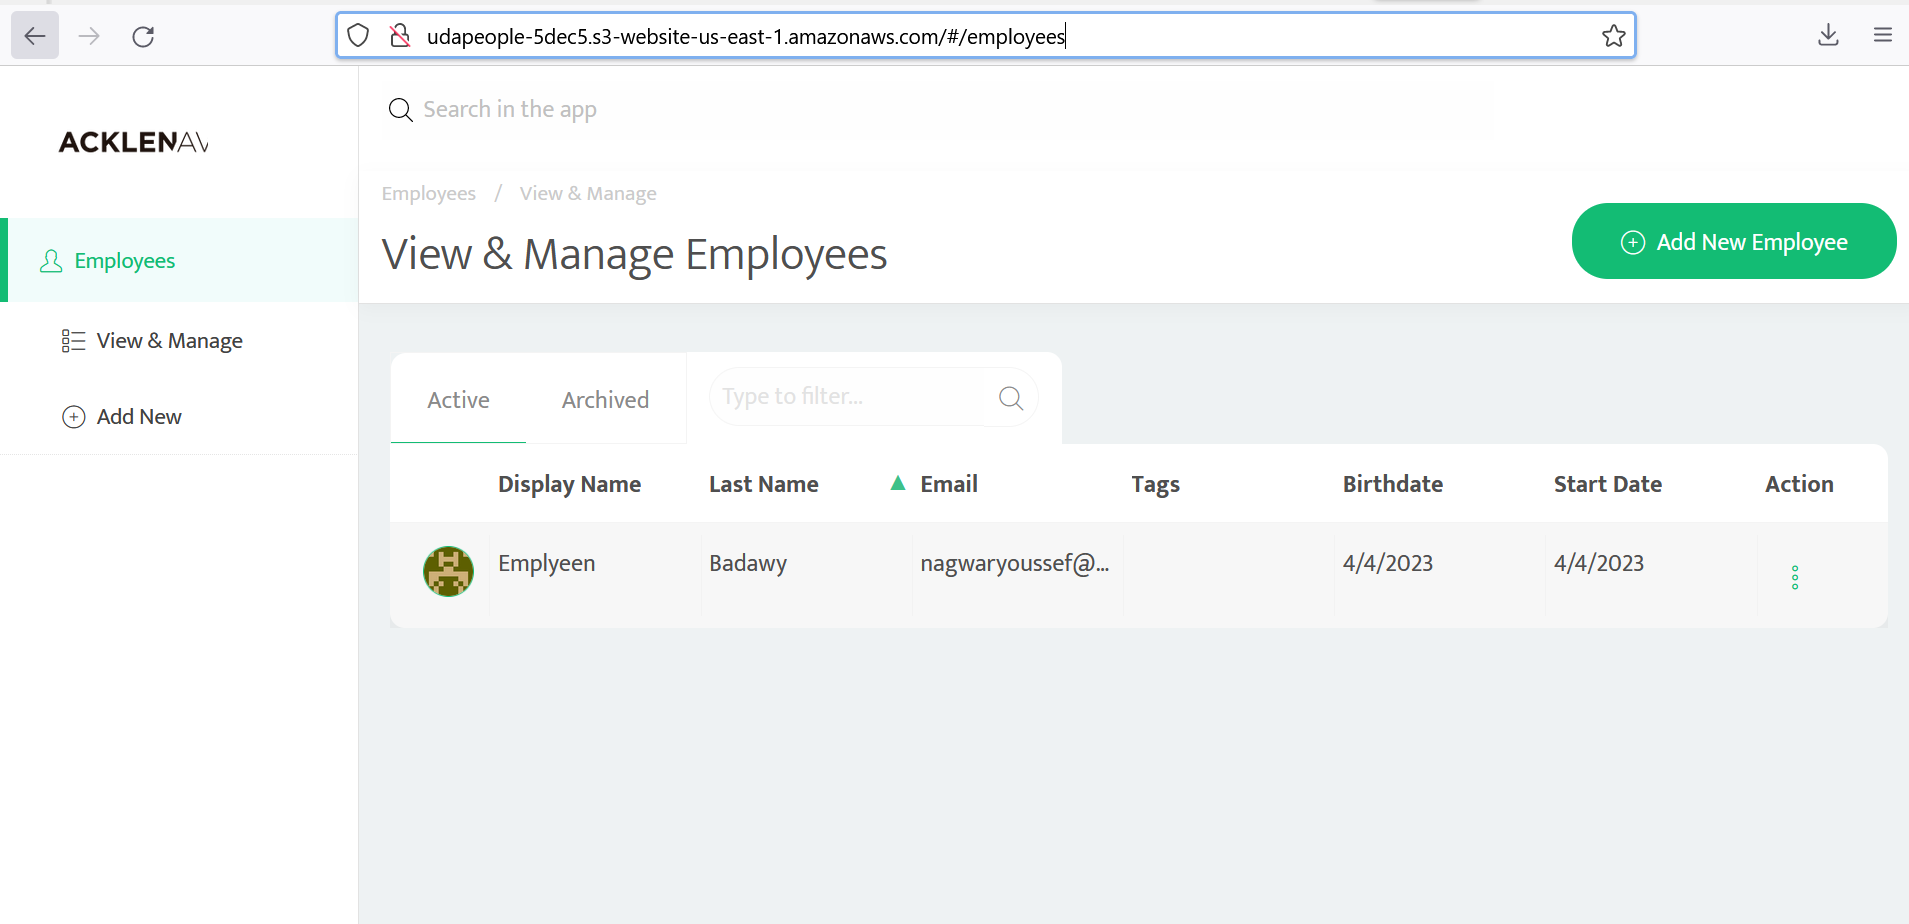 udapeople-5dec5.s3-website-us-east-1.amazonaws.com/#/employees
Search in the app
ACKLENAV
Employees / View & Manage
View & Manage Employees
Add New Employee
Employees
View & Manage
Add New
Active Archived Type to filter...
Display Name Last Name Email Tags Birthdate Start Date Action
Emplyeen Badawy nagwaryoussef@... 4/4/2023 4/4/2023